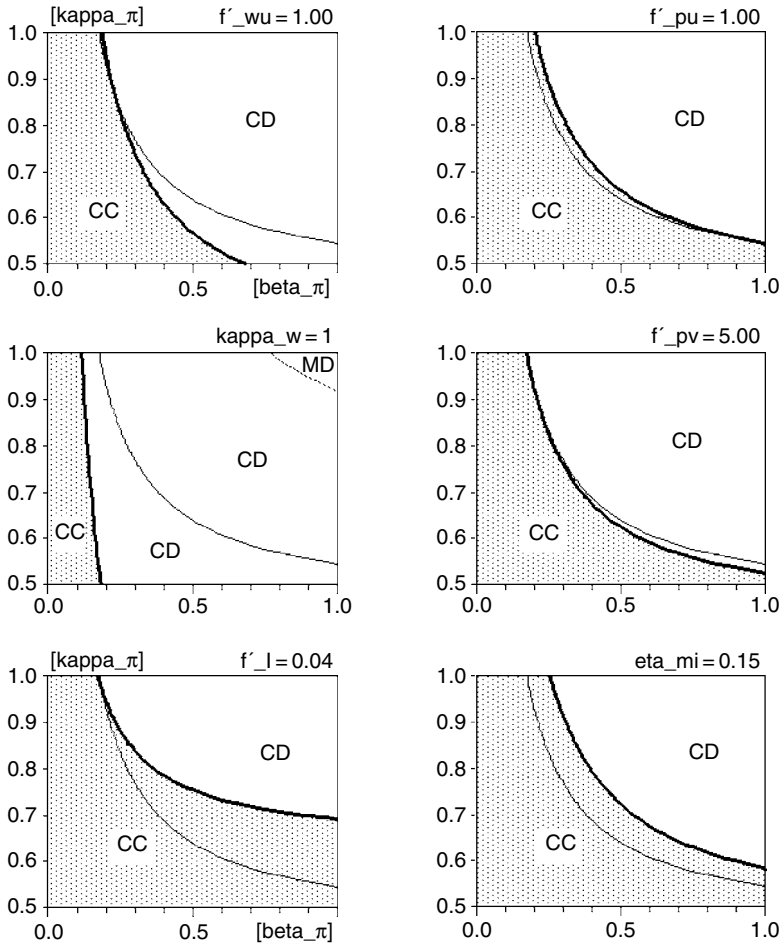 [kappa_π] f´_wu = 1.00
1.0
0.9
0.8
0.7
0.6
0.5
CD
CC
0.0 0.5 [beta_π]
f´_pu = 1.00
1.0
0.9
0.8
0.7
0.6
0.5
CD
CC
0.0 0.5 1.0
kappa_w = 1
1.0
0.9
0.8
0.7
0.6
0.5
MD
CD
CC
CD
0.0 0.5 1.0
f´_pv = 5.00
1.0
0.9
0.8
0.7
0.6
0.5
CD
CC
0.0 0.5 1.0
[kappa_π] f´_I = 0.04
1.0
0.9
0.8
0.7
0.6
0.5
CD
CC
0.0 0.5 [beta_π]
eta_mi = 0.15
1.0
0.9
0.8
0.7
0.6
0.5
CD
CC
0.0 0.5 1.0